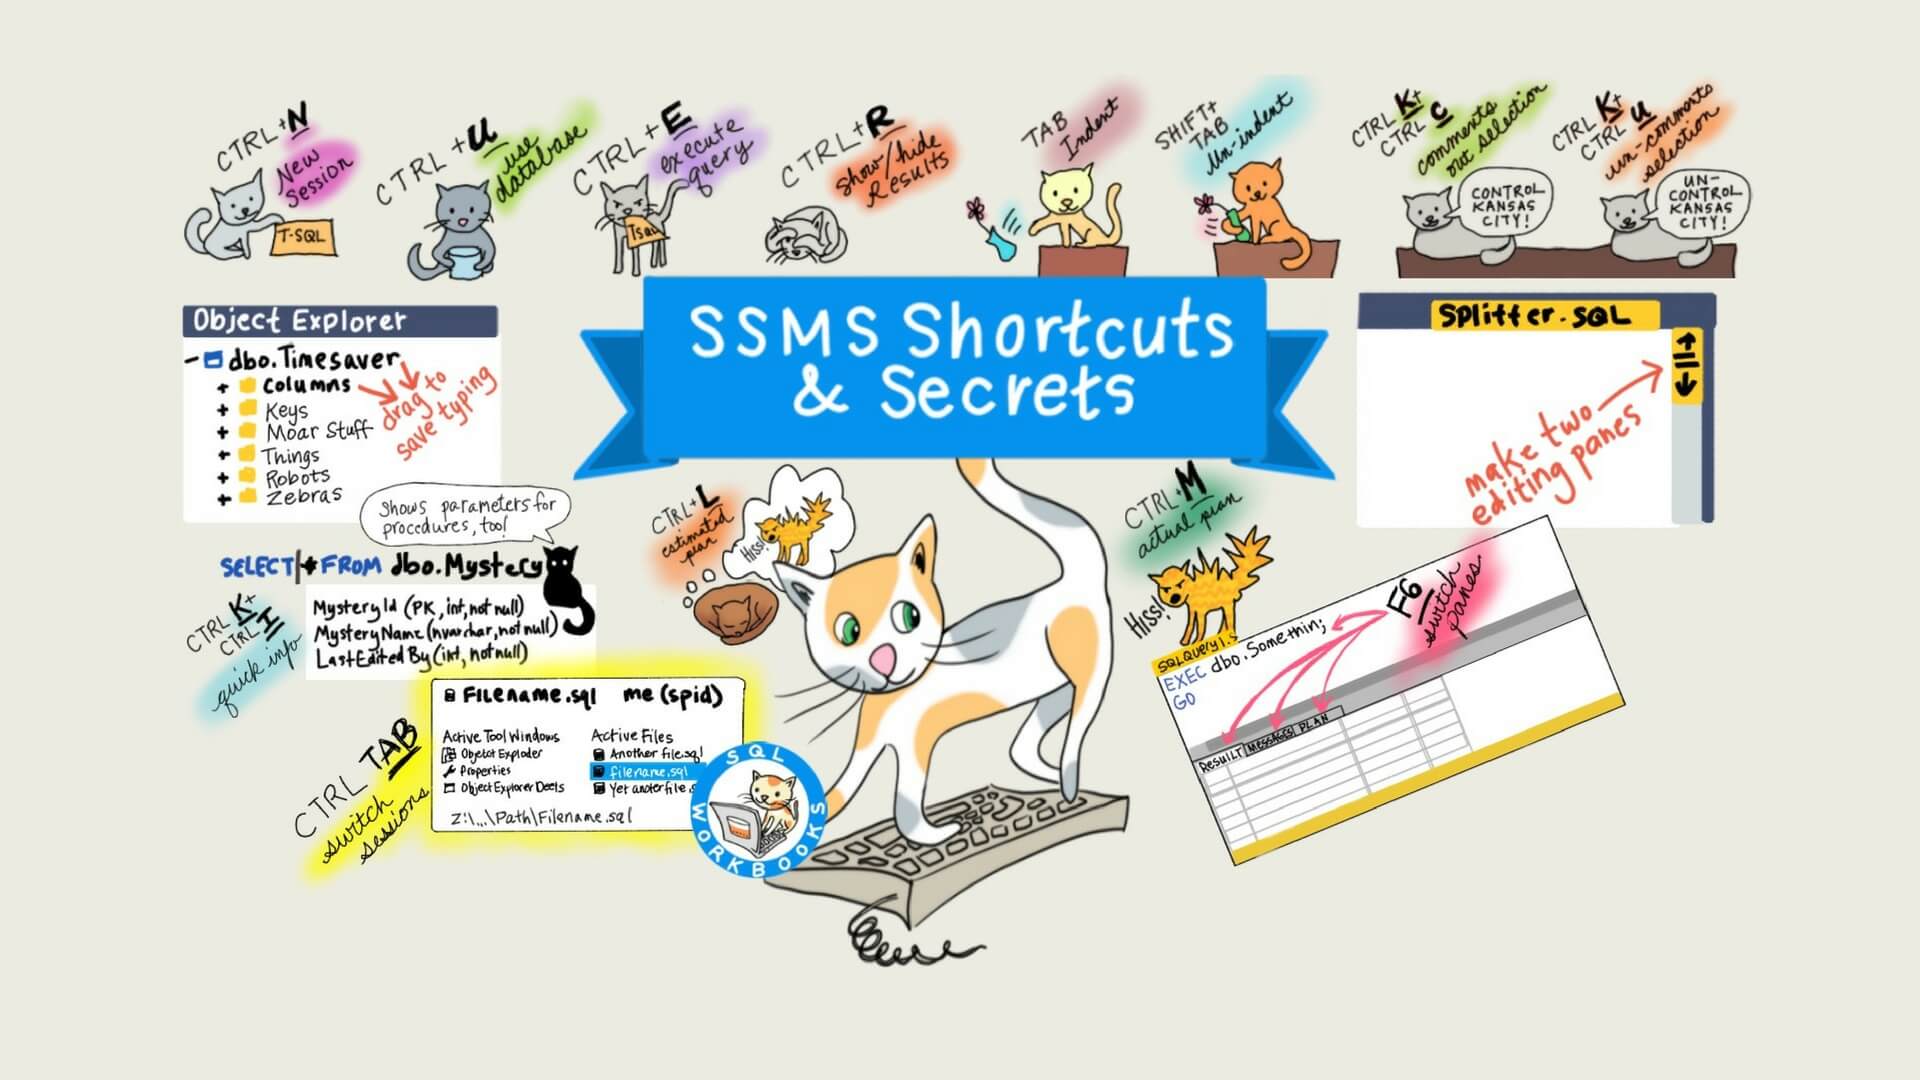 CTRL+N
New
Session
T-SQL
CTRL+U
use
database
CTRL+E
execute
query
Tsql
CTRL+R
show/hide
Results
TAB
Indent
SHIFT+
TAB
Un-indent
CTRL K+
CTRL C
comments
out selection
CONTROL
KANSAS
CITY!
CTRL K+
CTRL U
un-comments
selection
UN-
CONTROL
KANSAS
CITY!
SSMS Shortcuts
& Secrets
Object Explorer
- dbo.Timesaver
+ Columns
+ Keys
+ Moar Stuff
+ Things
+ Robots
+ Zebras
drag to
save typing
Splitter.SQL
make two
editing panes
shows parameters for
procedures, too!
SELECT * FROM dbo.Mystery
MysteryId (PK, int, not null)
MysteryName (nvarchar, not null)
LastEditedBy (int, not null)
CTRL K+
CTRL I
quick info
CTRL+L
estimated
plan
Hiss!
CTRL+M
actual plan
Hiss!
F6
switch
panes
SQLQuery1.s
EXEC dbo.Somethin;
GO
RESULT MESSAGES PLAN
CTRL TAB
switch
sessions
Filename.sql me (spid)
Active Tool Windows
Object Exploder
Properties
Object Explorer Deets
Active Files
Another file.sql
filename.sql
Yet anoter file.s
Z:\..\Path\Filename.sql
SQL
WORKBOOKS